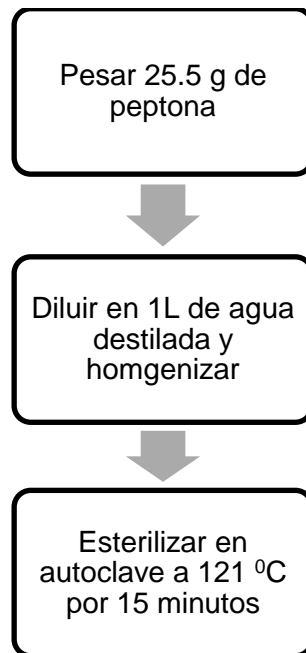 Pesar 25.5 g de
peptona
Diluir en 1L de agua
destilada y
homgenizar
Esterilizar en
autoclave a 121 ⁰C
por 15 minutos